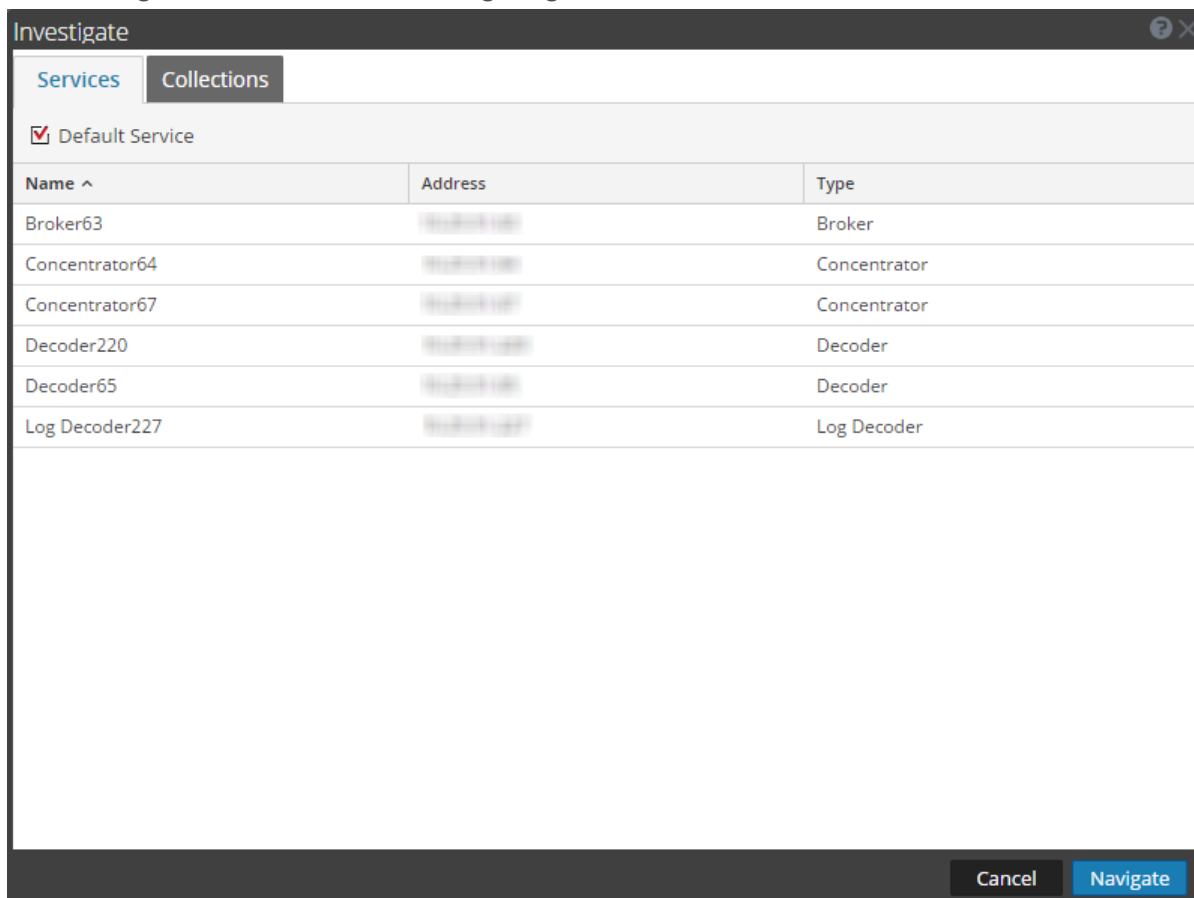 Investigate
Services Collections
Default Service
Name Address Type
Broker63 Broker
Concentrator64 Concentrator
Concentrator67 Concentrator
Decoder220 Decoder
Decoder65 Decoder
Log Decoder227 Log Decoder
Cancel Navigate